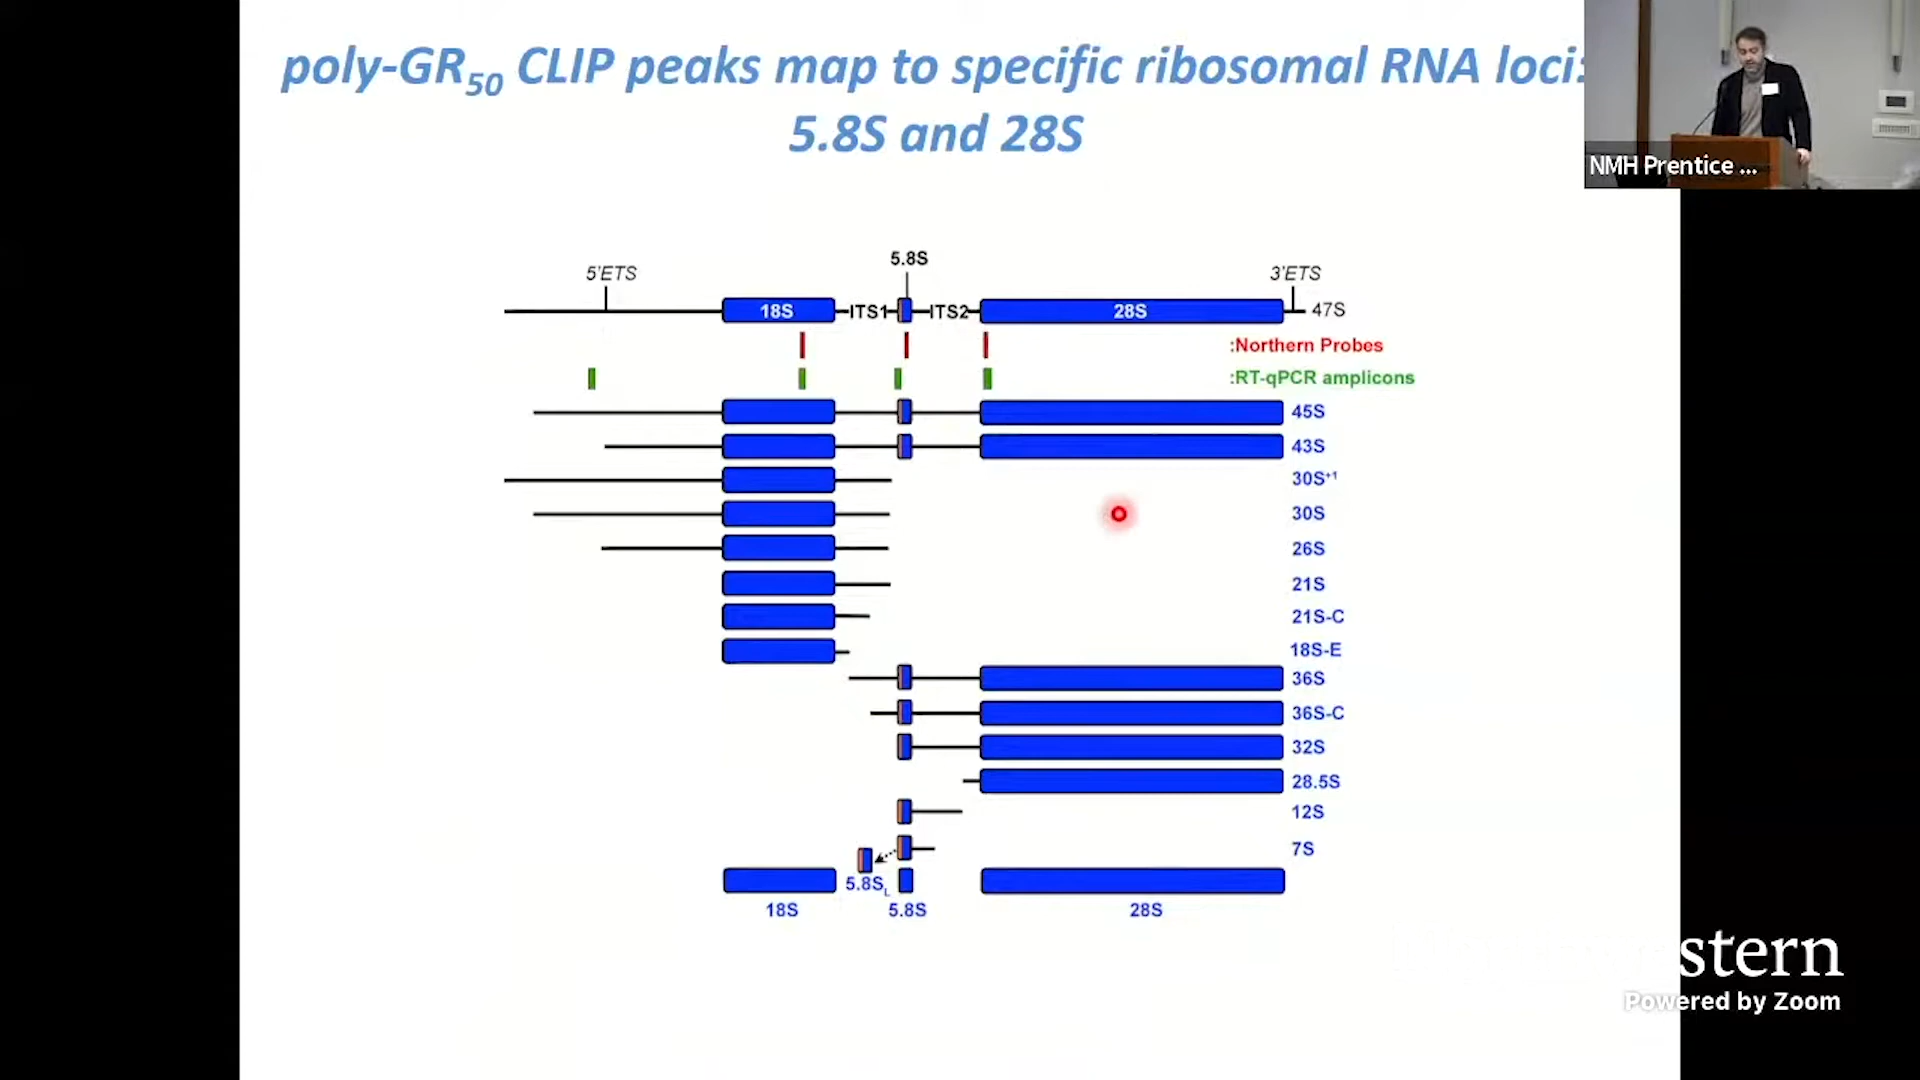 poly-GR50 CLIP peaks map to specific ribosomal RNA loci:
5.8S and 28S
NMH Prentice ...
5.8S
5'ETS
3'ETS
18S
ITS1
ITS2
28S
47S
:Northern Probes
:RT-qPCR amplicons
45S
43S
30S+1
30S
26S
21S
21S-C
18S-E
36S
36S-C
32S
28.5S
12S
7S
5.8SL
18S
5.8S
28S
stern
Powered by Zoom